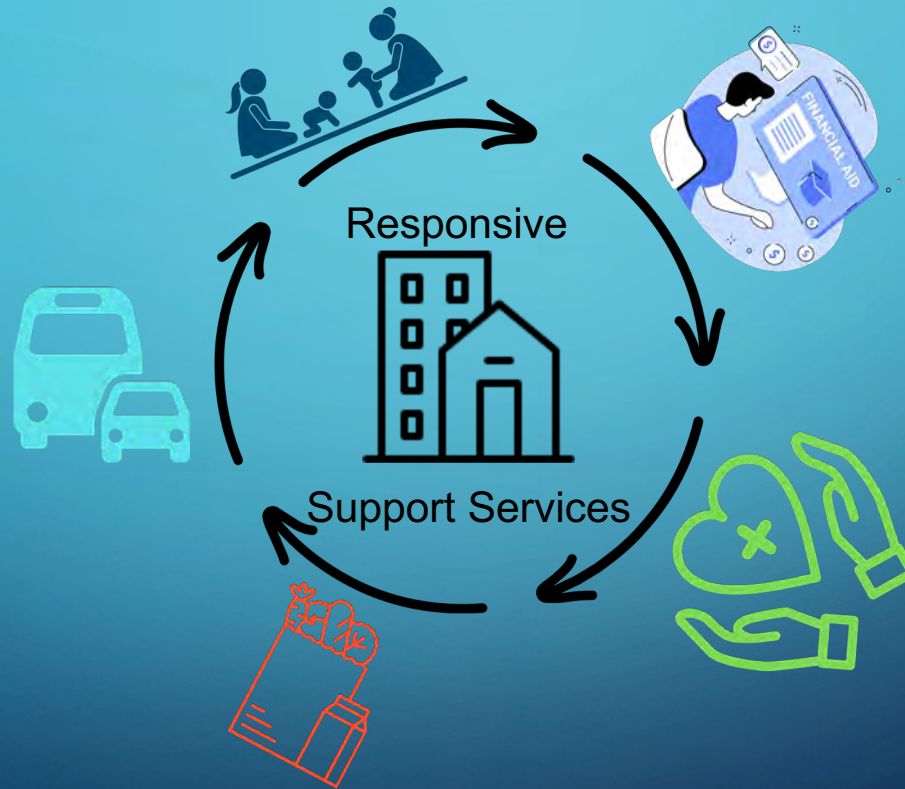 Responsive
Support Services
FINANCIAL AID
$
$
$